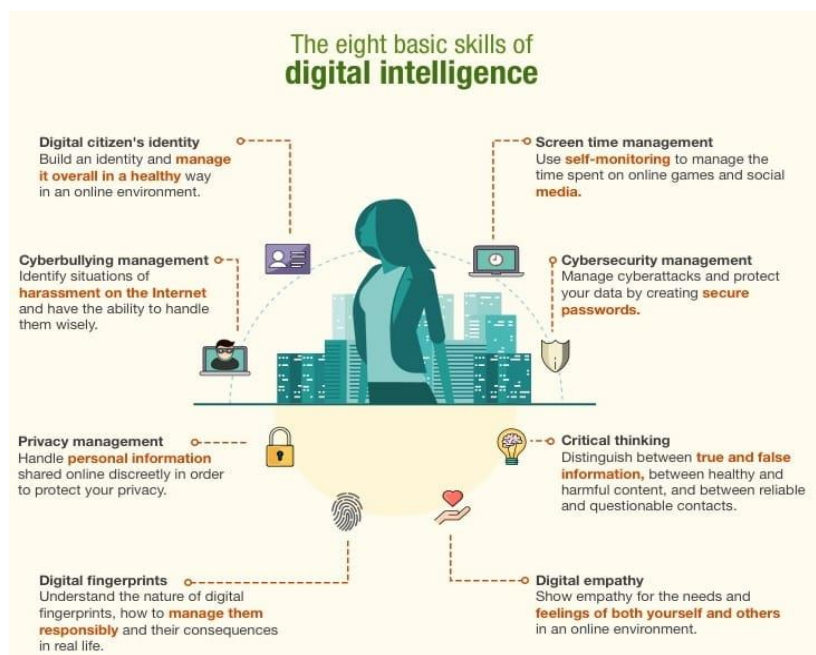 The eight basic skills of
digital intelligence
Digital citizen's identity
Build an identity and manage
it overall in a healthy way
in an online environment.
Screen time management
Use self-monitoring to manage the
time spent on online games and social
media.
Cyberbullying management
Identify situations of
harassment on the Internet
and have the ability to handle
them wisely.
Cybersecurity management
Manage cyberattacks and protect
your data by creating secure
passwords.
Privacy management
Handle personal information
shared online discreetly in order
to protect your privacy.
Critical thinking
Distinguish between true and false
information, between healthy and
harmful content, and between reliable
and questionable contacts.
Digital fingerprints
Understand the nature of digital
fingerprints, how to manage them
responsibly and their consequences
in real life.
Digital empathy
Show empathy for the needs and
feelings of both yourself and others
in an online environment.